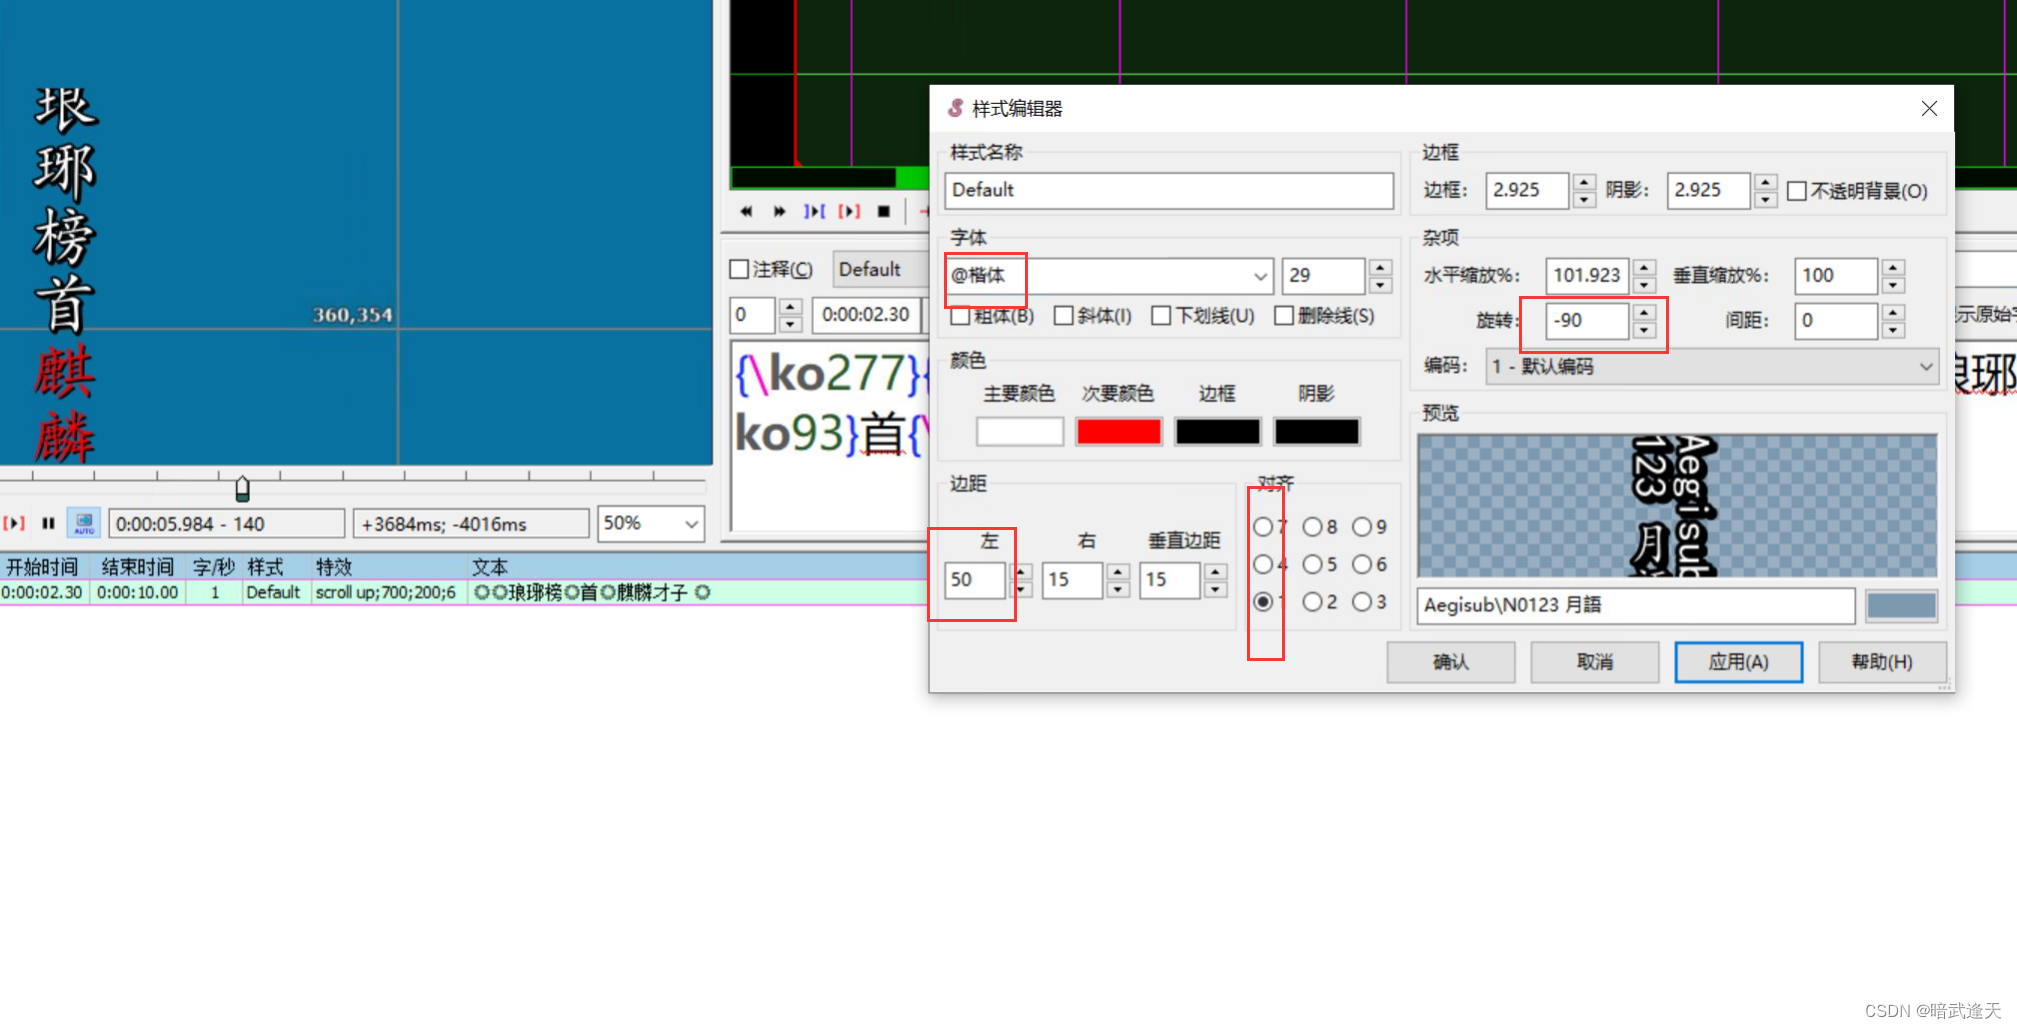 垠
琊
榜
首
麒
麟
360,354
0:00:05.984 - 140
+3684ms; -4016ms
50%
AUTO
注释(C)
Default
0
0:00:02.30
{\ko277}{
ko93}首{\
示原始
琊
开始时间 结束时间 字/秒 样式 特效 文本
0:00:02.30 0:00:10.00 1 Default scroll up;700;200;6 ◎◎琅琊榜◎首◎麒麟才子 ◎
样式编辑器
样式名称
Default
字体
@楷体
29
粗体(B) 斜体(I) 下划线(U) 删除线(S)
颜色
主要颜色 次要颜色 边框 阴影
边距
左 右 垂直边距
50 15 15
对齐
7 8 9
4 5 6
1 2 3
边框
边框: 2.925 阴影: 2.925 不透明背景(O)
杂项
水平缩放%: 101.923 垂直缩放%: 100
旋转: -90 间距: 0
编码: 1 - 默认编码
预览
Aegisub
123 月
Aegisub\N0123 月語
确认 取消 应用(A) 帮助(H)
CSDN @暗武逢天